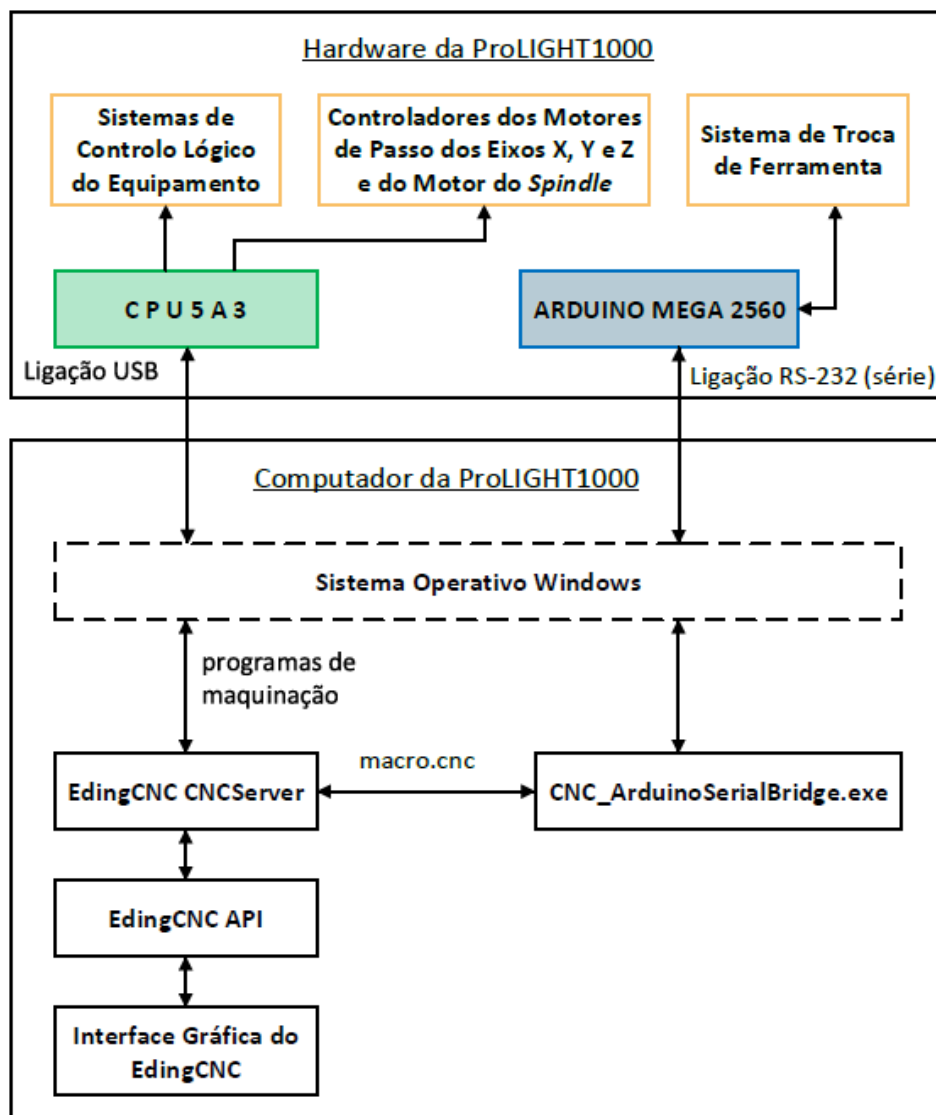 Hardware da ProLIGHT1000
Sistemas de
Controlo Lógico
do Equipamento
Controladores dos Motores
de Passo dos Eixos X, Y e Z
e do Motor do Spindle
Sistema de Troca
de Ferramenta
C P U 5 A 3
ARDUINO MEGA 2560
Ligação USB
Ligação RS-232 (série)
Computador da ProLIGHT1000
Sistema Operativo Windows
programas de
maquinação
macro.cnc
EdingCNC CNCServer
CNC_ArduinoSerialBridge.exe
EdingCNC API
Interface Gráfica do
EdingCNC